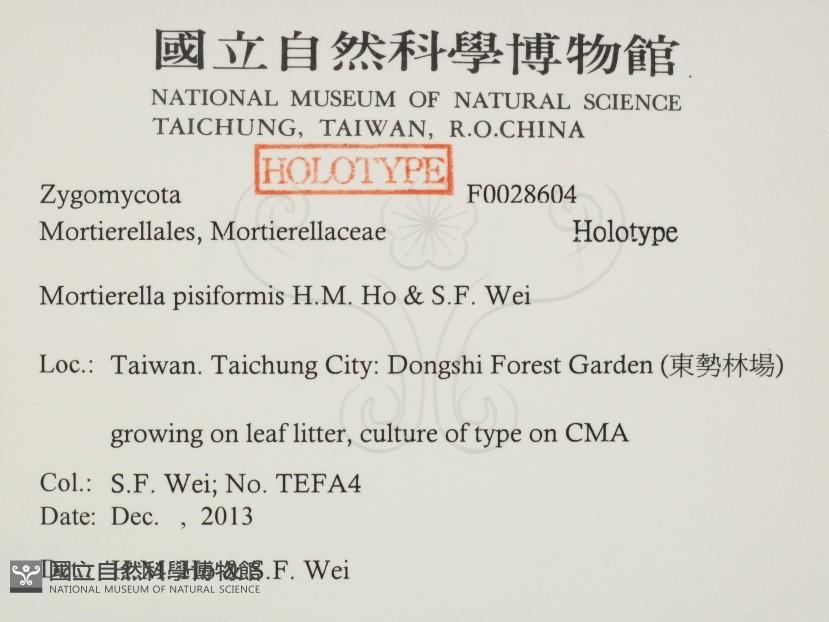 國立自然科學博物館
NATIONAL MUSEUM OF NATURAL SCIENCE
TAICHUNG, TAIWAN, R.O.CHINA
HOLOTYPE
Zygomycota F0028604
Mortierellales, Mortierellaceae Holotype
Mortierella pisiformis H.M. Ho & S.F. Wei
Loc.: Taiwan. Taichung City: Dongshi Forest Garden (東勢林場)
growing on leaf litter, culture of type on CMA
Col.: S.F. Wei; No. TEFA4
Date: Dec. , 2013
H.M. Ho & S.F. Wei
國立自然科學博物館
NATIONAL MUSEUM OF NATURAL SCIENCE